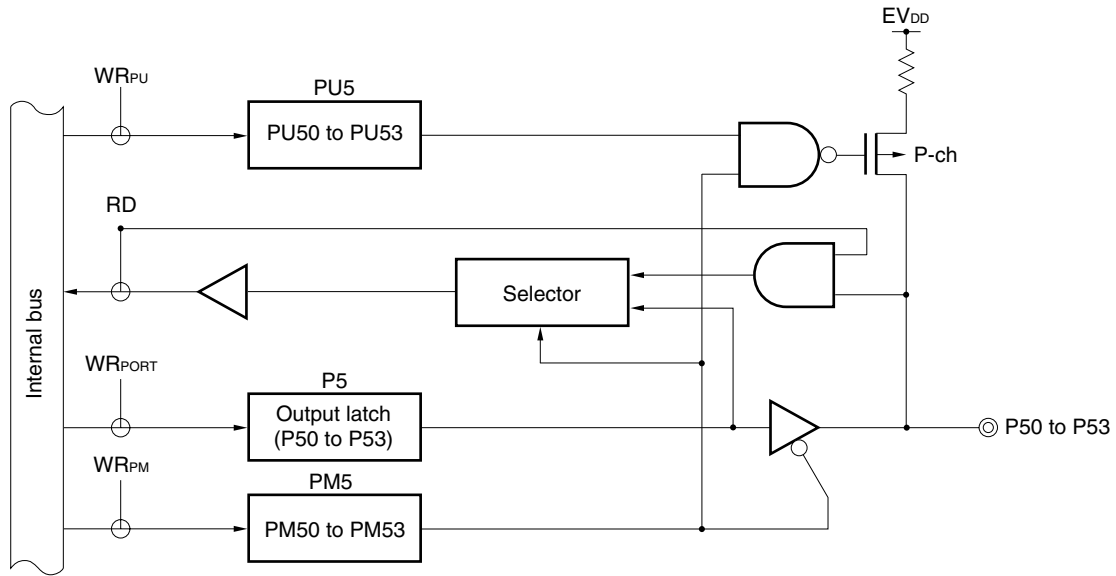 EVDD
WRPU
PU5
PU50 to PU53
P-ch
RD
Selector
Internal bus
WRPORT
P5
Output latch
(P50 to P53)
P50 to P53
WRPM
PM5
PM50 to PM53